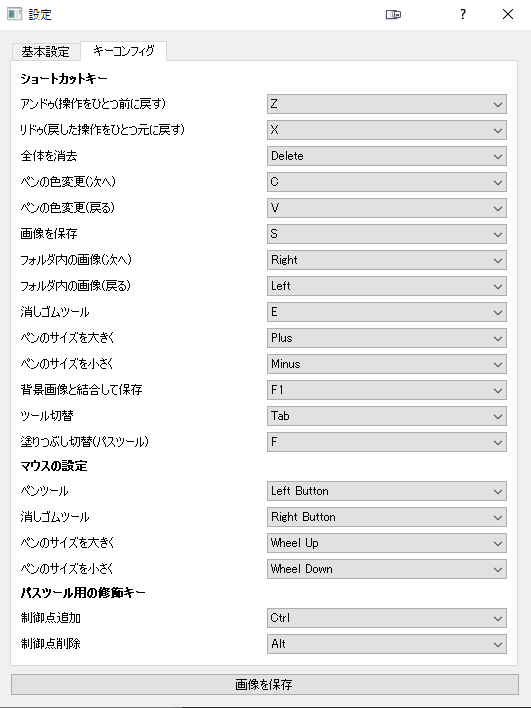 設定
?
基本設定 キーコンフィグ
ショートカットキー
アンドゥ(操作をひとつ前に戻す) Z
リドゥ(戻した操作をひとつ元に戻す) X
全体を消去 Delete
ペンの色変更(次へ) C
ペンの色変更(戻る) V
画像を保存 S
フォルダ内の画像(次へ) Right
フォルダ内の画像(戻る) Left
消しゴムツール E
ペンのサイズを大きく Plus
ペンのサイズを小さく Minus
背景画像と結合して保存 F1
ツール切替 Tab
塗りつぶし切替(パスツール) F
マウスの設定
ペンツール Left Button
消しゴムツール Right Button
ペンのサイズを大きく Wheel Up
ペンのサイズを小さく Wheel Down
パスツール用の修飾キー
制御点追加 Ctrl
制御点削除 Alt
画像を保存